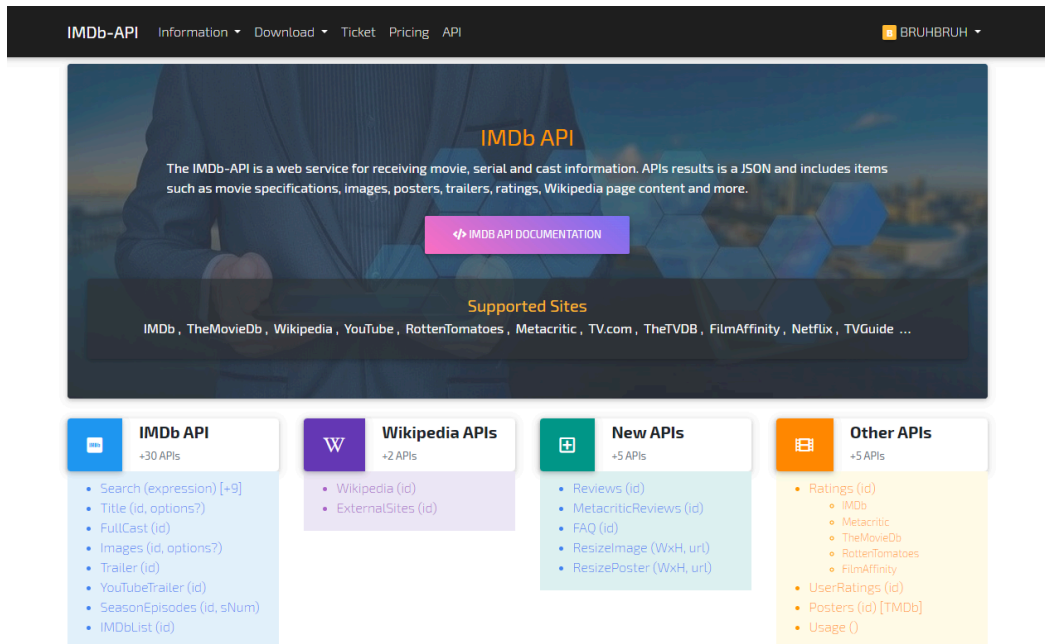 IMDb-API Information Download Ticket Pricing API B BRUHBRUH
IMDb API
The IMDb-API is a web service for receiving movie, serial and cast information. APIs results is a JSON and includes items
such as movie specifications, images, posters, trailers, ratings, Wikipedia page content and more.
</> IMDB API DOCUMENTATION
Supported Sites
IMDb , TheMovieDb , Wikipedia , YouTube , RottenTomatoes , Metacritic , TV.com , TheTVDB , FilmAffinity , Netflix , TVGuide ...
IMDb
IMDb API
+30 APIs
Search (expression) [+9]
Title (id, options?)
FullCast (id)
Images (id, options?)
Trailer (id)
YouTubeTrailer (id)
SeasonEpisodes (id, sNum)
IMDbList (id)
W
Wikipedia APIs
+2 APIs
Wikipedia (id)
ExternalSites (id)
New APIs
+5 APIs
Reviews (id)
MetacriticReviews (id)
FAQ (id)
ResizeImage (WxH, url)
ResizePoster (WxH, url)
Other APIs
+5 APIs
Ratings (id)
IMDb
Metacritic
TheMovieDb
RottenTomatoes
FilmAffinity
UserRatings (id)
Posters (id) [TMDb]
Usage ()